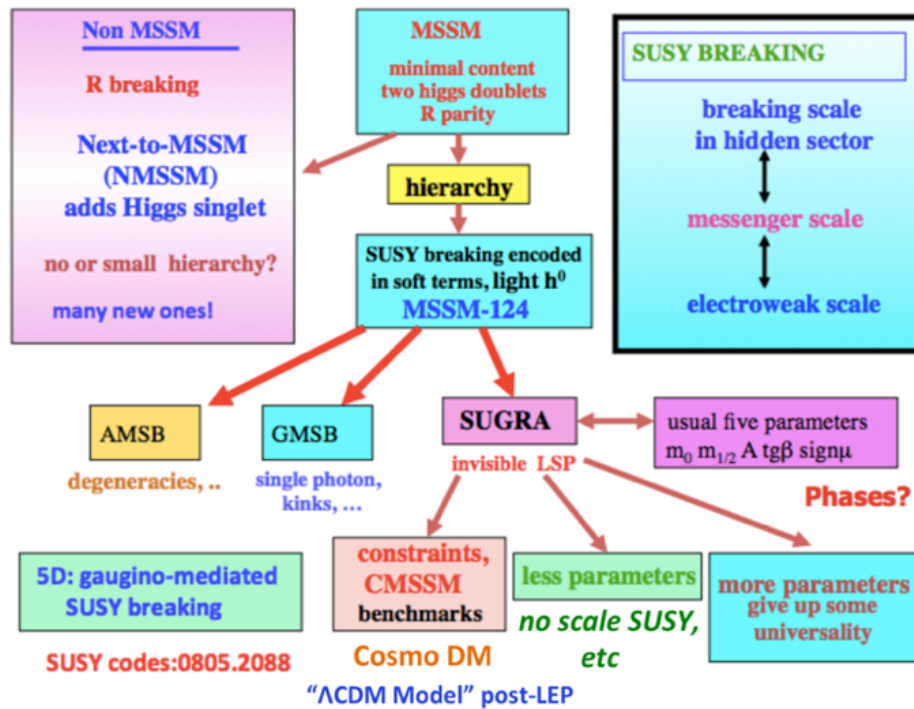 Non MSSM
R breaking
Next-to-MSSM
(NMSSM)
adds Higgs singlet
no or small hierarchy?
many new ones!
MSSM
minimal content
two higgs doublets
R parity
hierarchy
SUSY breaking encoded
in soft terms, light h⁰
MSSM-124
SUSY BREAKING
breaking scale
in hidden sector
messenger scale
electroweak scale
AMSB
degeneracies, ..
GMSB
single photon,
kinks, ...
SUGRA
invisible LSP
usual five parameters
m₀ m₁/₂ A tgβ signμ
Phases?
5D: gaugino-mediated
SUSY breaking
SUSY codes:0805.2088
constraints,
CMSSM
benchmarks
Cosmo DM
"ΛCDM Model" post-LEP
less parameters
no scale SUSY,
etc
more parameters
give up some
universality